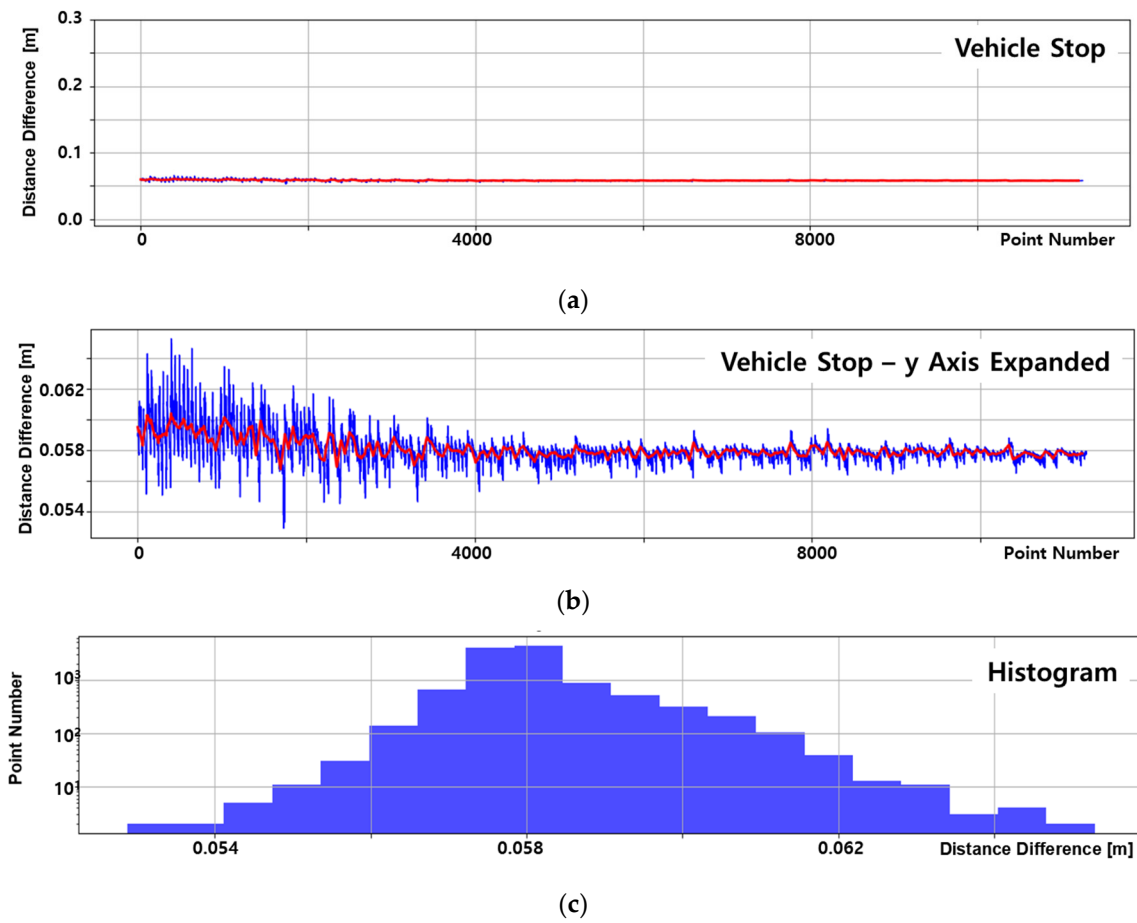 Distance Difference [m]
0.3
0.2
0.1
0.0
Vehicle Stop
0
4000
8000
Point Number
(a)
Distance Difference [m]
0.062
0.058
0.054
Vehicle Stop – y Axis Expanded
0
4000
8000
Point Number
(b)
Point Number
10³
10²
10¹
Histogram
0.054
0.058
0.062
Distance Difference [m]
(c)